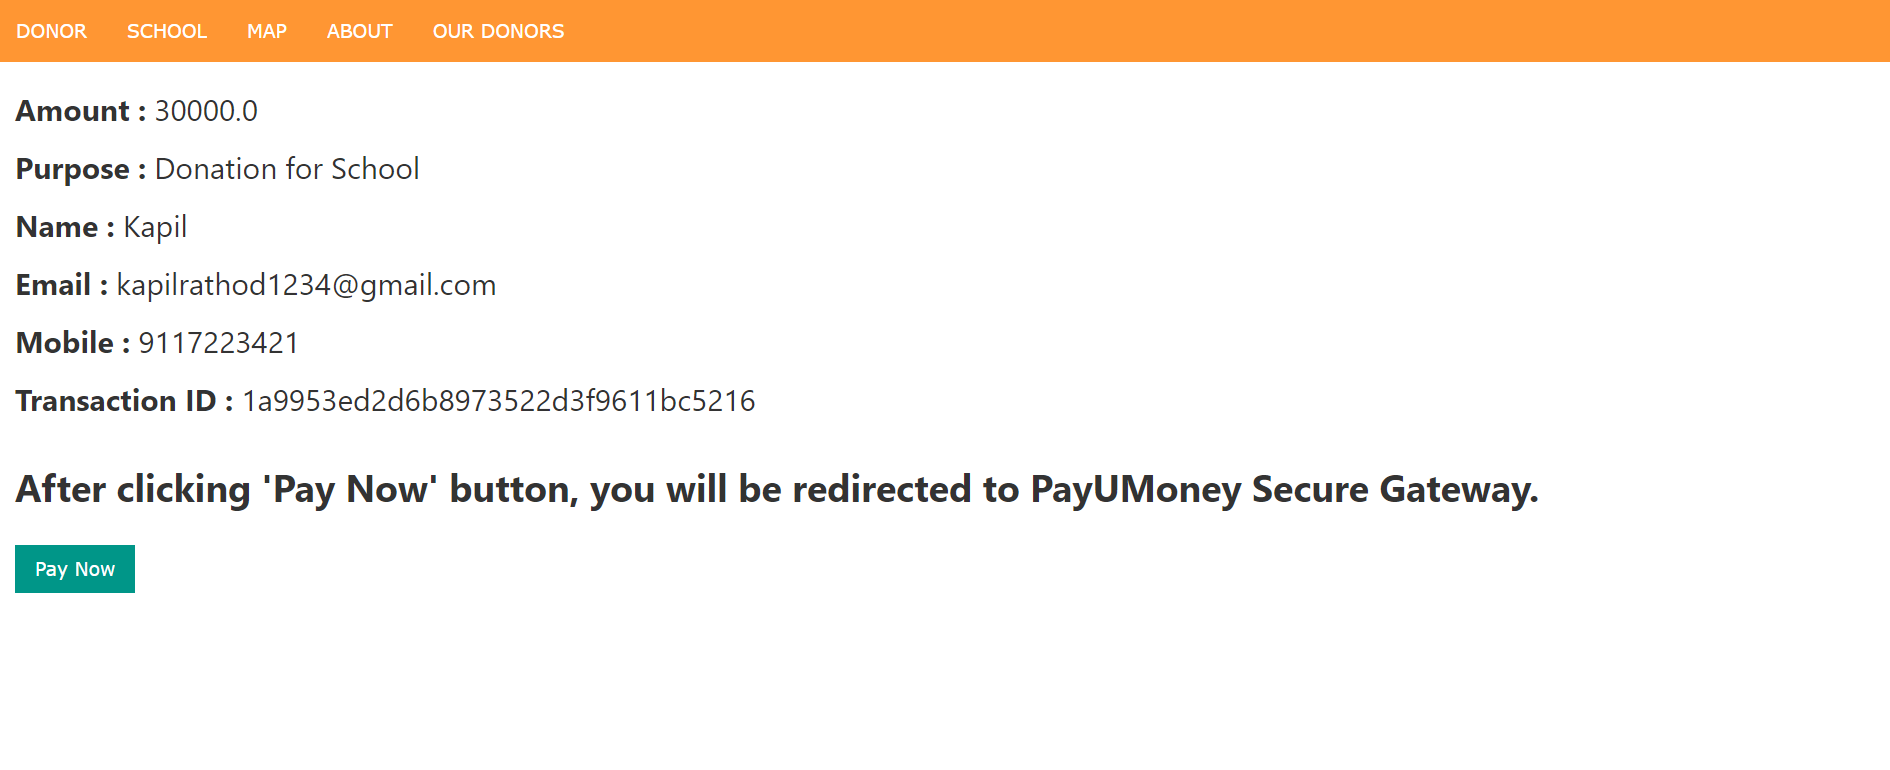 DONOR SCHOOL MAP ABOUT OUR DONORS
Amount : 30000.0
Purpose : Donation for School
Name : Kapil
Email : kapilrathod1234@gmail.com
Mobile : 9117223421
Transaction ID : 1a9953ed2d6b8973522d3f9611bc5216
After clicking 'Pay Now' button, you will be redirected to PayUMoney Secure Gateway.
Pay Now